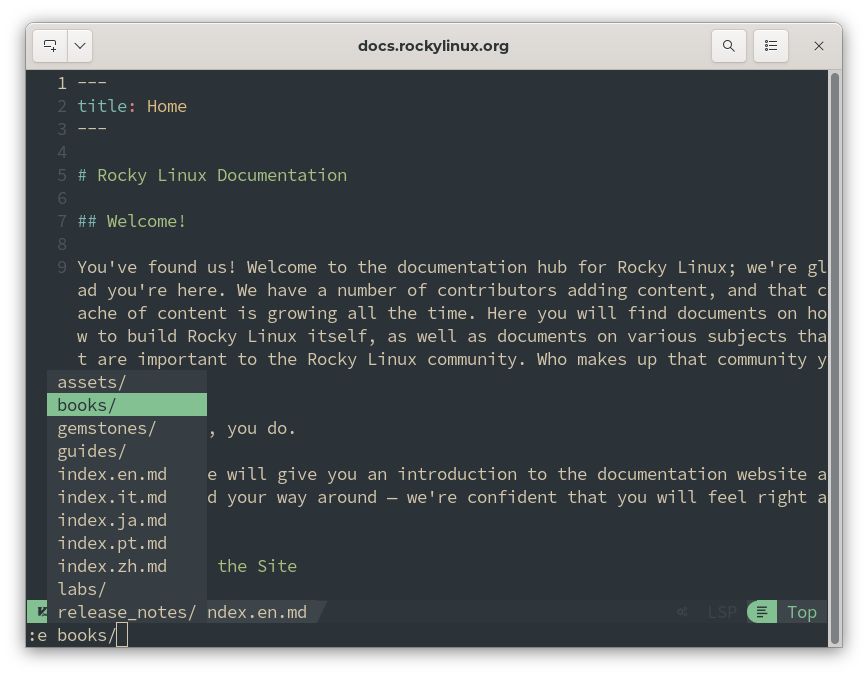 docs.rockylinux.org
1 ---
2 title: Home
3 ---
4
5 # Rocky Linux Documentation
6
7 ## Welcome!
8
9 You've found us! Welcome to the documentation hub for Rocky Linux; we're gl
ad you're here. We have a number of contributors adding content, and that c
ache of content is growing all the time. Here you will find documents on ho
w to build Rocky Linux itself, as well as documents on various subjects tha
t are important to the Rocky Linux community. Who makes up that community y
assets/
books/
gemstones/ , you do.
guides/
index.en.md e will give you an introduction to the documentation website a
index.it.md d your way around — we're confident that you will feel right a
index.ja.md
index.pt.md
index.zh.md the Site
labs/
release_notes/ ndex.en.md LSP Top
:e books/